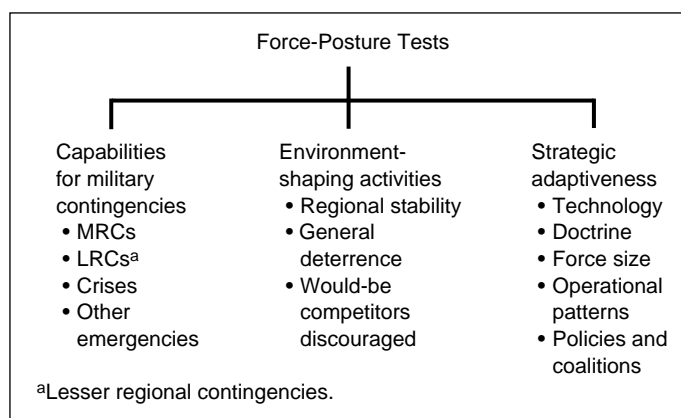 Force-Posture Tests
Capabilities
for military
contingencies
• MRCs
• LRCsᵃ
• Crises
• Other
emergencies
Environment-
shaping activities
• Regional stability
• General
deterrence
• Would-be
competitors
discouraged
Strategic
adaptiveness
• Technology
• Doctrine
• Force size
• Operational
patterns
• Policies and
coalitions
ᵃLesser regional contingencies.